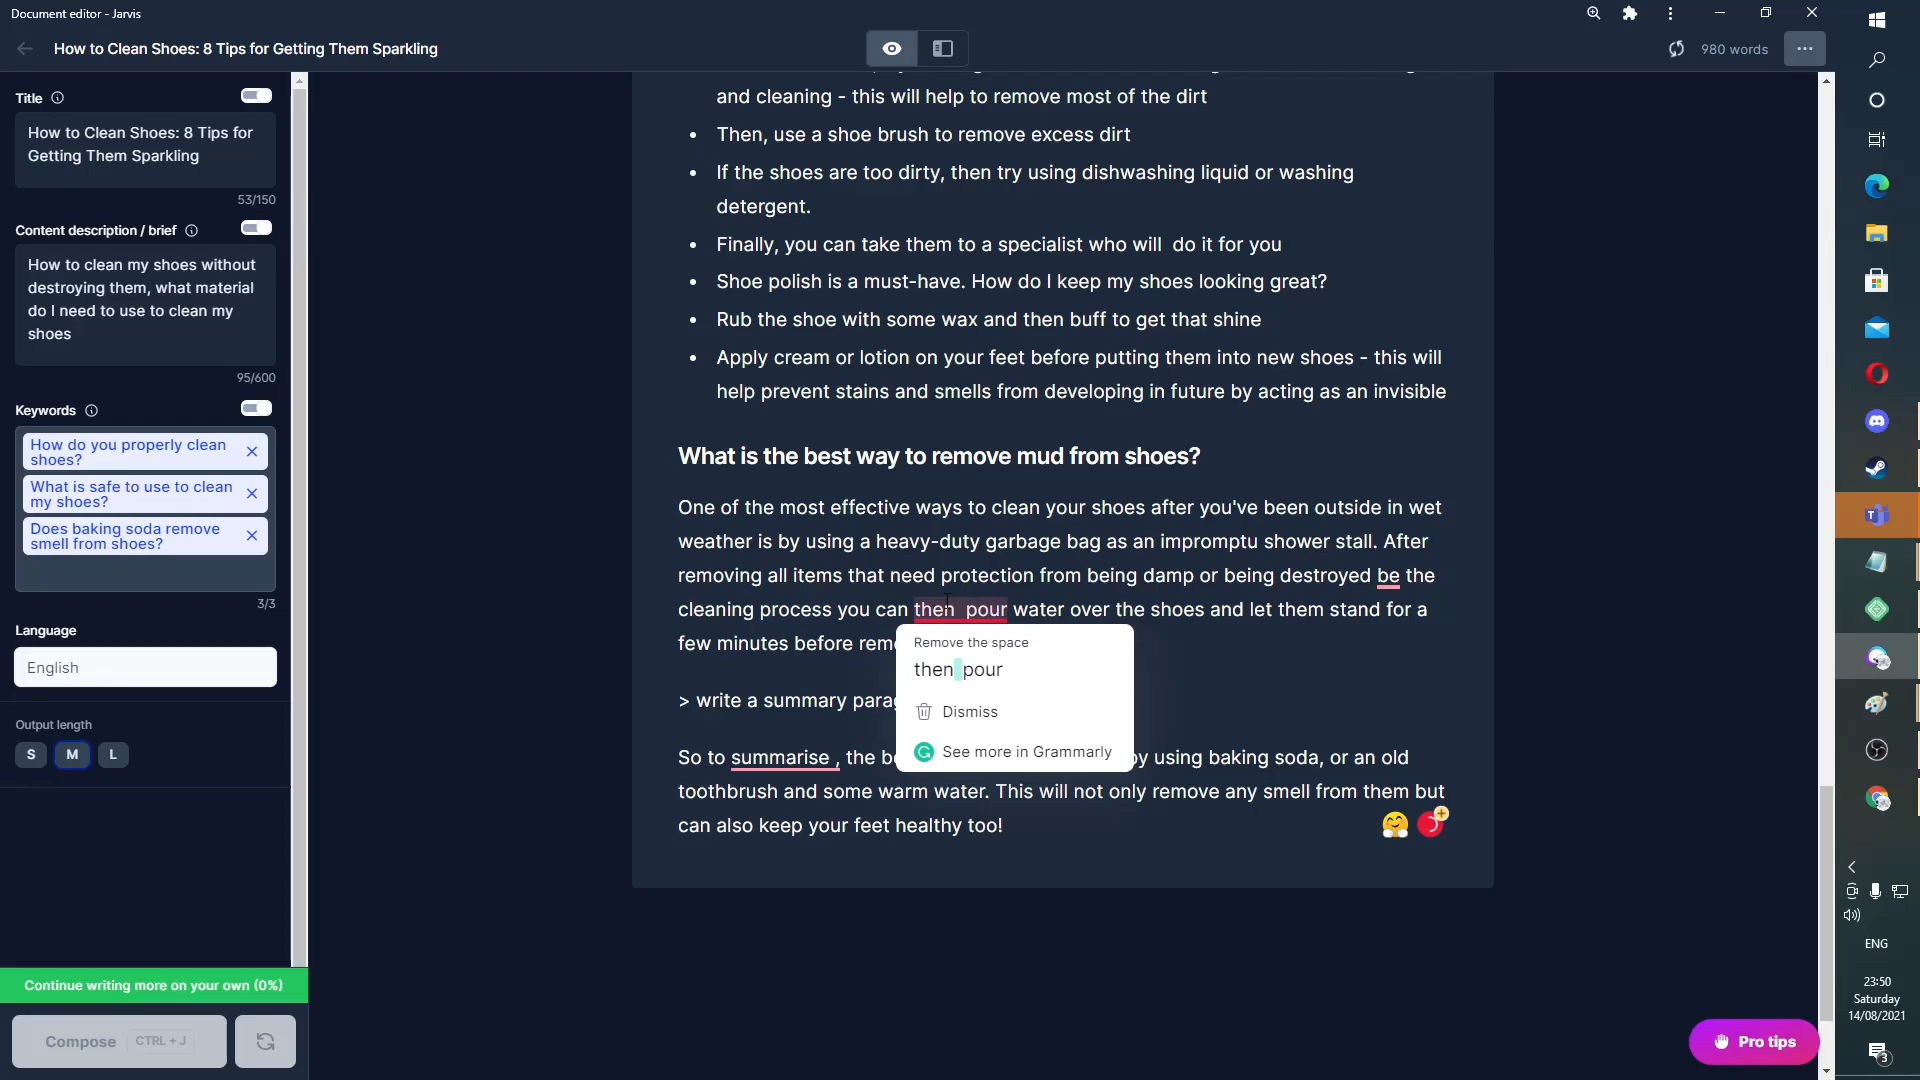 Document editor - Jarvis
How to Clean Shoes: 8 Tips for Getting Them Sparkling
980 words
Title
How to Clean Shoes: 8 Tips for
Getting Them Sparkling
53/150
Content description / brief
How to clean my shoes without
destroying them, what material
do I need to use to clean my
shoes
95/600
Keywords
How do you properly clean
shoes?
What is safe to use to clean
my shoes?
Does baking soda remove
smell from shoes?
3/3
Language
English
Output length
S M L
Continue writing more on your own (0%)
Compose CTRL + J
and cleaning - this will help to remove most of the dirt
Then, use a shoe brush to remove excess dirt
If the shoes are too dirty, then try using dishwashing liquid or washing
detergent.
Finally, you can take them to a specialist who will  do it for you
Shoe polish is a must-have. How do I keep my shoes looking great?
Rub the shoe with some wax and then buff to get that shine
Apply cream or lotion on your feet before putting them into new shoes - this will
help prevent stains and smells from developing in future by acting as an invisible
What is the best way to remove mud from shoes?
One of the most effective ways to clean your shoes after you've been outside in wet
weather is by using a heavy-duty garbage bag as an impromptu shower stall. After
removing all items that need protection from being damp or being destroyed be the
cleaning process you can then  pour water over the shoes and let them stand for a
few minutes before rem
Remove the space
then pour
Dismiss
See more in Grammarly
> write a summary para
So to summarise , the b by using baking soda, or an old
toothbrush and some warm water. This will not only remove any smell from them but
can also keep your feet healthy too!
Pro tips
ENG
23:50
Saturday
14/08/2021
3